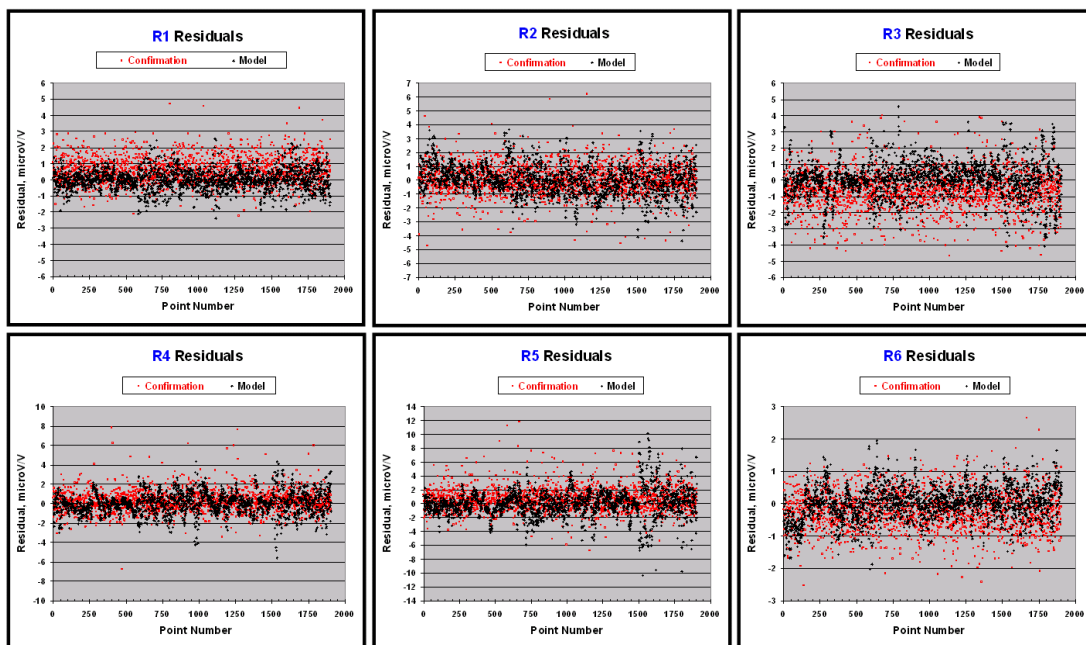 R1 Residuals
Confirmation Model
Residual, microV/V
6
5
4
3
2
1
0
-1
-2
-3
-4
-5
-6
0 250 500 750 1000 1250 1500 1750 2000
Point Number
R2 Residuals
Confirmation Model
Residual, microV/V
7
6
5
4
3
2
1
0
-1
-2
-3
-4
-5
-6
-7
0 250 500 750 1000 1250 1500 1750 2000
Point Number
R3 Residuals
Confirmation Model
Residual, microV/V
6
5
4
3
2
1
0
-1
-2
-3
-4
-5
-6
0 250 500 750 1000 1250 1500 1750 2000
Point Number
R4 Residuals
Confirmation Model
Residual, microV/V
10
8
6
4
2
0
-2
-4
-6
-8
-10
0 250 500 750 1000 1250 1500 1750 2000
Point Number
R5 Residuals
Confirmation Model
Residual, microV/V
14
12
10
8
6
4
2
0
-2
-4
-6
-8
-10
-12
-14
0 250 500 750 1000 1250 1500 1750 2000
Point Number
R6 Residuals
Confirmation Model
Residual, microV/V
3
2
1
0
-1
-2
-3
0 250 500 750 1000 1250 1500 1750 2000
Point Number